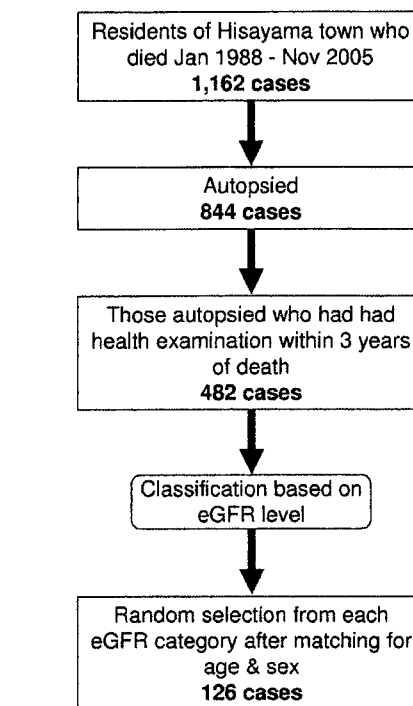 Residents of Hisayama town who
died Jan 1988 - Nov 2005
1,162 cases
Autopsied
844 cases
Those autopsied who had had
health examination within 3 years
of death
482 cases
Classification based on
eGFR level
Random selection from each
eGFR category after matching for
age & sex
126 cases